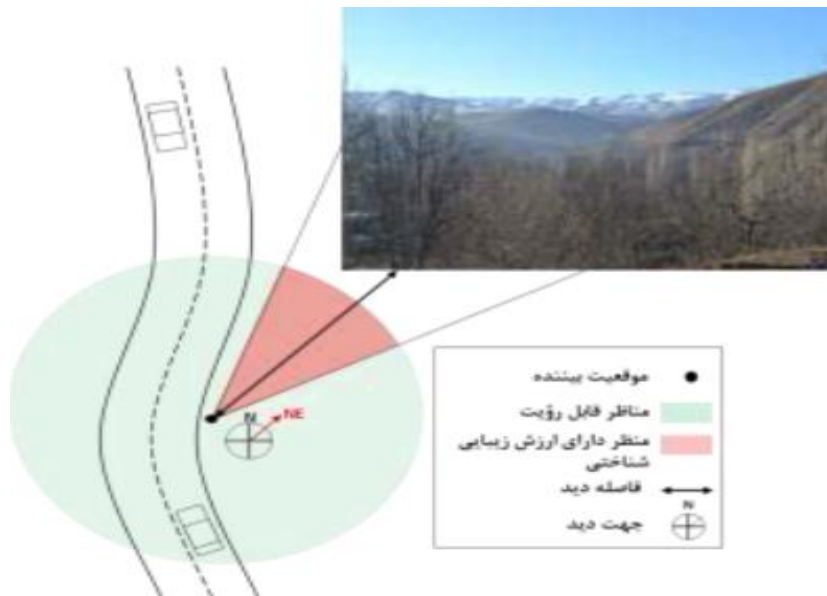 N
NE
موقعیت بیننده
مناظر قابل رؤیت
منظر دارای ارزش زیبایی
شناختی
فاصله دید
N
جهت دید